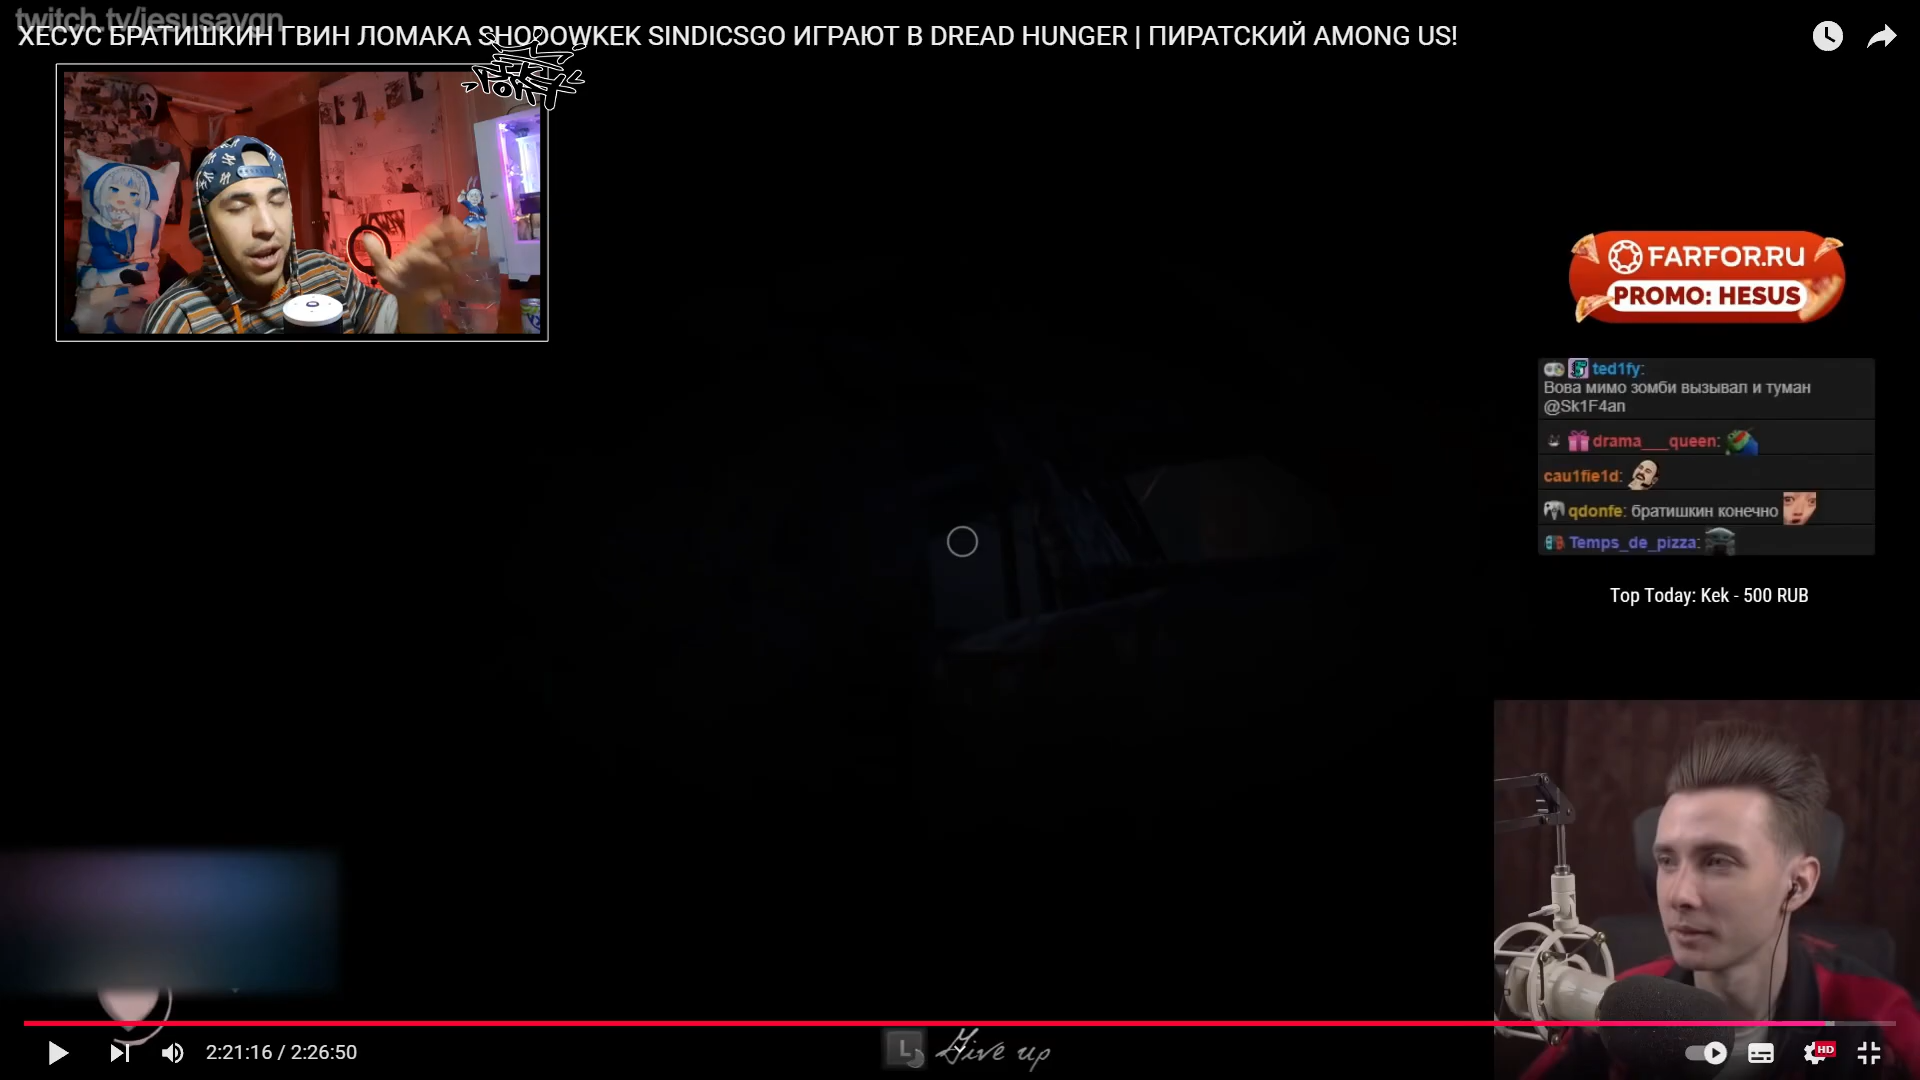 twitch.tv/jesusavgn
ХЕСУС БРАТИШКИН ГВИН ЛОМАКА SHODOWKEK SINDICSGO ИГРАЮТ В DREAD HUNGER | ПИРАТСКИЙ AMONG US!
FARFOR.RU
PROMO: HESUS
ted1fy:
Вова мимо зомби вызывал и туман
@Sk1F4an
drama___queen:
cau1fie1d:
qdonfe: братишкин конечно
Temps_de_pizza:
Top Today: Kek - 500 RUB
2:21:16 / 2:26:50
L Give up
HD